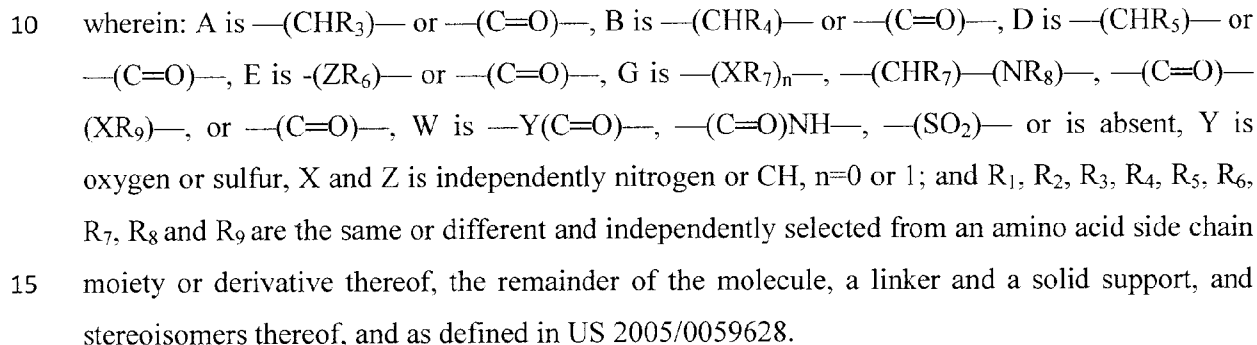 10 wherein: A is —(CHR₃)— or —(C=O)—, B is —(CHR₄)— or —(C=O)—, D is —(CHR₅)— or
—(C=O)—, E is -(ZR₆)— or —(C=O)—, G is —(XR₇)ₙ—, —(CHR₇)—(NR₈)—, —(C=O)—
(XR₉)—, or —(C=O)—, W is —Y(C=O)—, —(C=O)NH—, —(SO₂)— or is absent, Y is
oxygen or sulfur, X and Z is independently nitrogen or CH, n=0 or 1; and R₁, R₂, R₃, R₄, R₅, R₆,
R₇, R₈ and R₉ are the same or different and independently selected from an amino acid side chain
15 moiety or derivative thereof, the remainder of the molecule, a linker and a solid support, and
stereoisomers thereof, and as defined in US 2005/0059628.